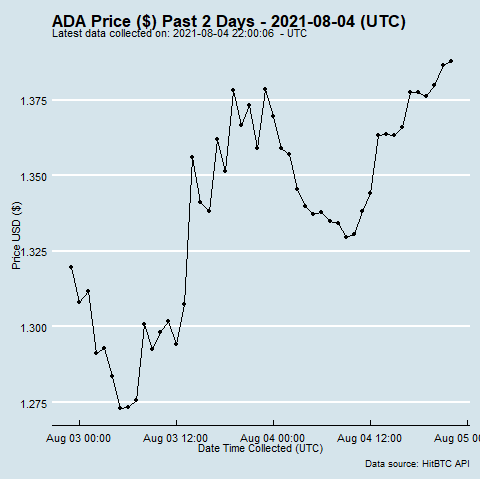 ADA Price ($) Past 2 Days - 2021-08-04 (UTC)
Latest data collected on: 2021-08-04 22:00:06 - UTC
Price USD ($)
1.375
1.350
1.325
1.300
1.275
Aug 03 00:00 Aug 03 12:00 Aug 04 00:00 Aug 04 12:00 Aug 05 0
Date Time Collected (UTC)
Data source: HitBTC API